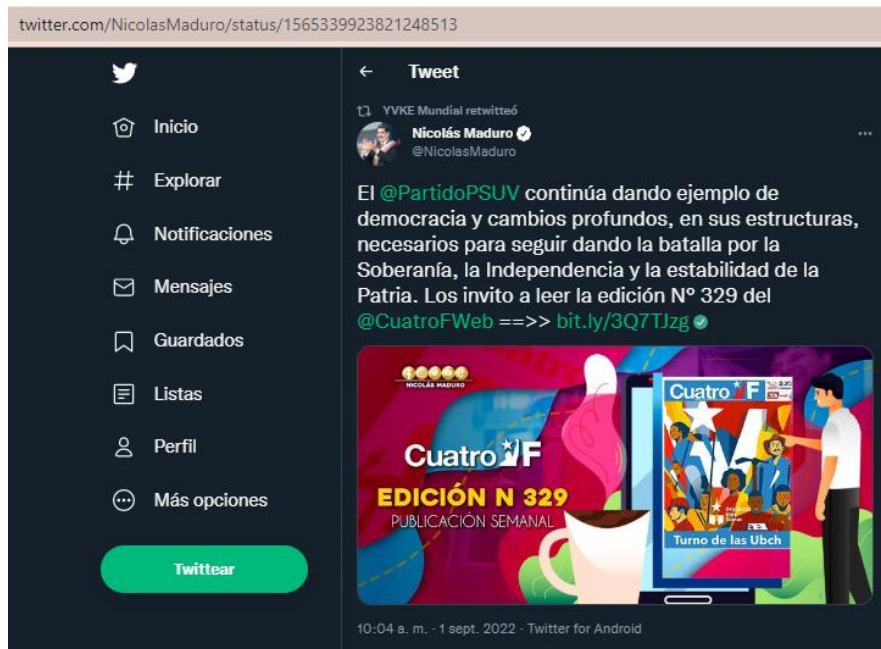 twitter.com/NicolasMaduro/status/1565339923821248513
Inicio
Explorar
Notificaciones
Mensajes
Guardados
Listas
Perfil
Más opciones
Twittear
Tweet
YVKE Mundial retwitteó
Nicolás Maduro
@NicolasMaduro
El @PartidoPSUV continúa dando ejemplo de
democracia y cambios profundos, en sus estructuras,
necesarios para seguir dando la batalla por la
Soberanía, la Independencia y la estabilidad de la
Patria. Los invito a leer la edición Nº 329 del
@CuatroFWeb ==>> bit.ly/3Q7TJzg
NICOLÁS MADURO
Cuatro F
EDICIÓN N 329
PUBLICACIÓN SEMANAL
Cuatro F
Turno de las Ubch
10:04 a. m. · 1 sept. 2022 · Twitter for Android